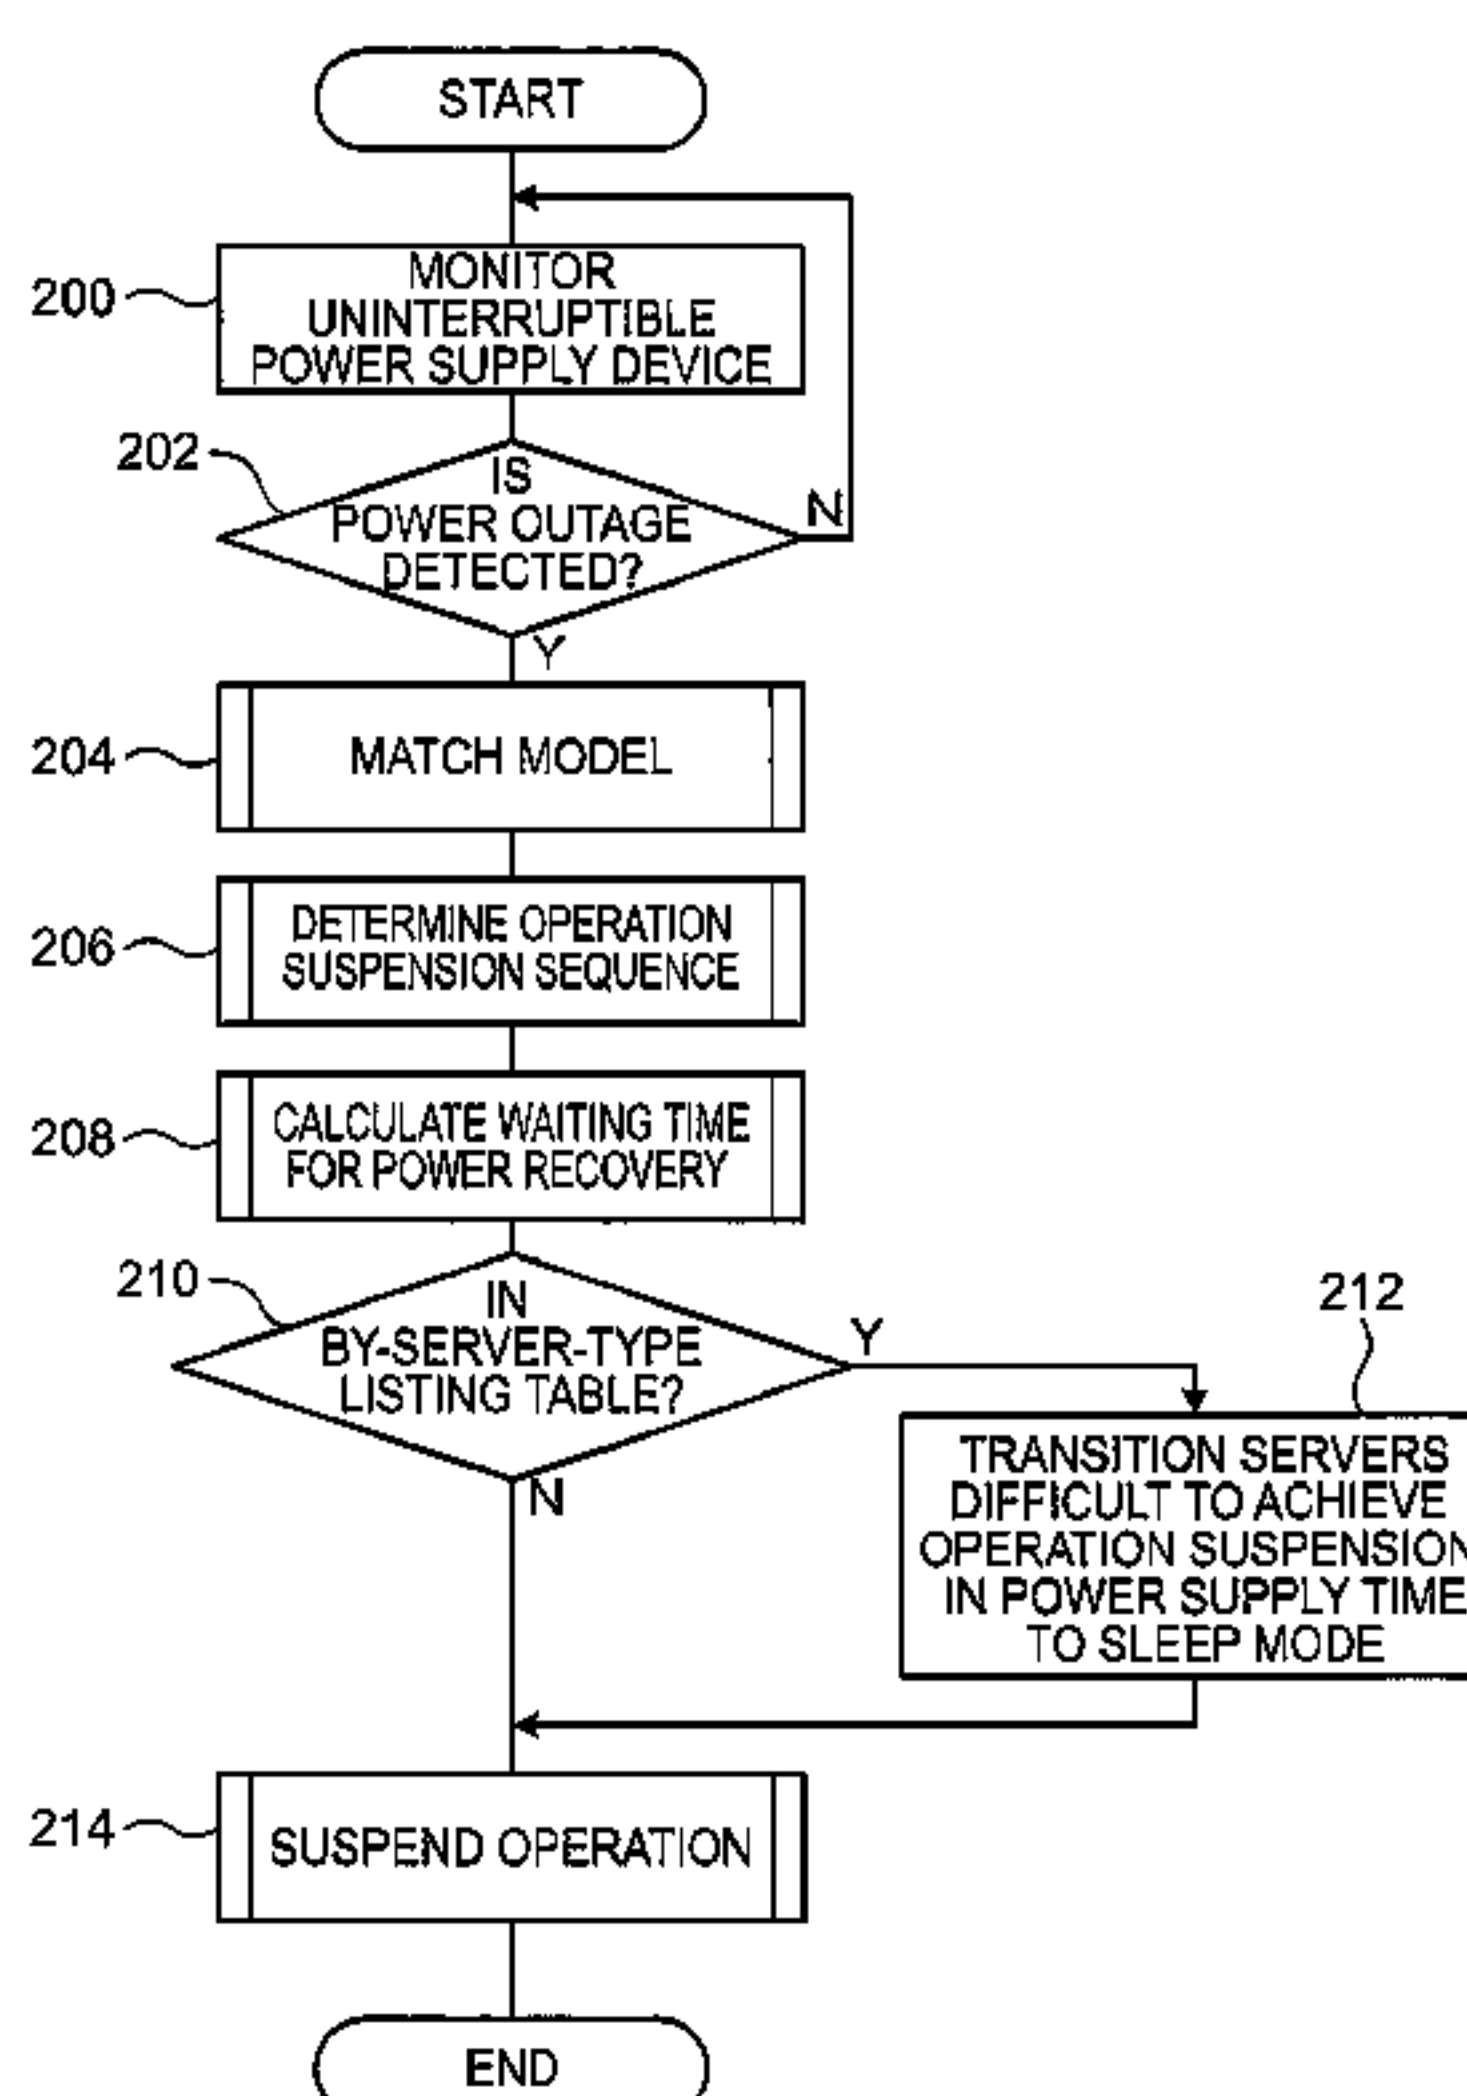 START
200
MONITOR
UNINTERRUPTIBLE
POWER SUPPLY DEVICE
202
IS
POWER OUTAGE
DETECTED?
N
Y
204
MATCH MODEL
206
DETERMINE OPERATION
SUSPENSION SEQUENCE
208
CALCULATE WAITING TIME
FOR POWER RECOVERY
210
IN
BY-SERVER-TYPE
LISTING TABLE?
Y
N
212
TRANSITION SERVERS
DIFFICULT TO ACHIEVE
OPERATION SUSPENSION
IN POWER SUPPLY TIME
TO SLEEP MODE
214
SUSPEND OPERATION
END